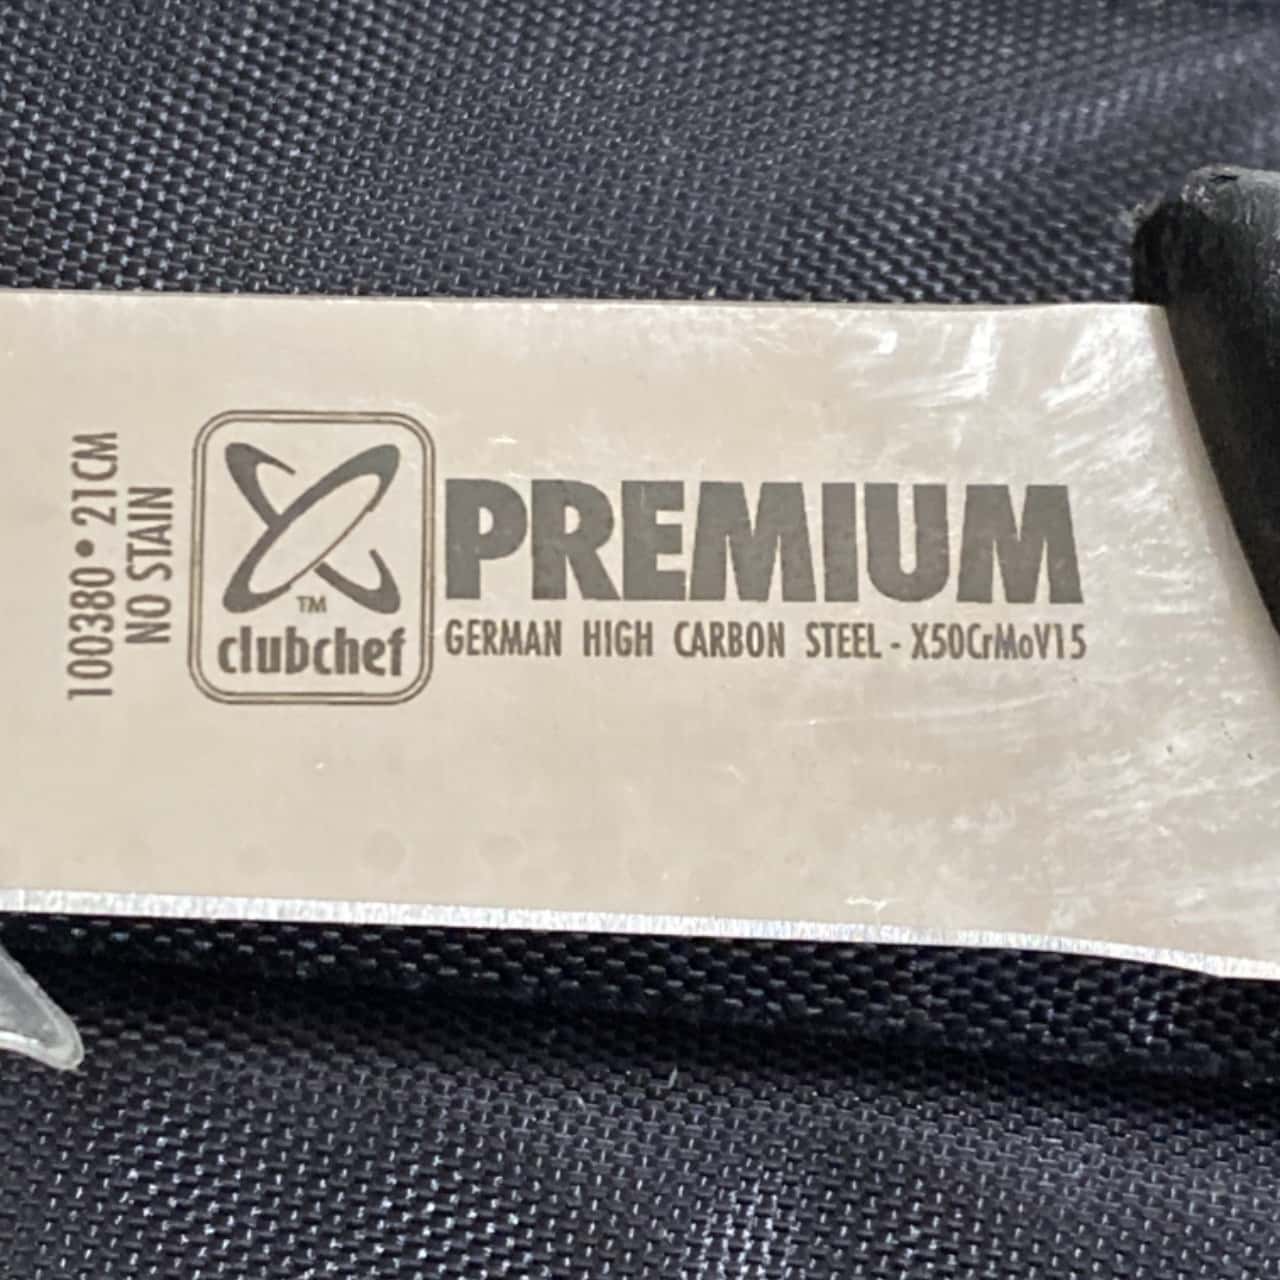 100380 • 21CM
NO STAIN
TM
clubchef
PREMIUM
GERMAN HIGH CARBON STEEL - X50CrMoV15